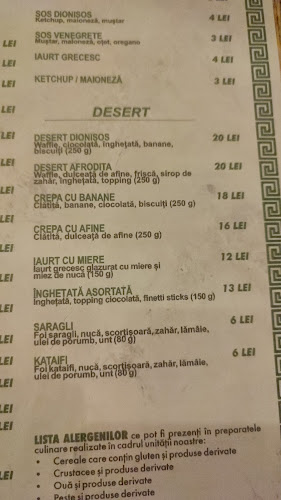 SOS DIONISOS 4 LEI
Ketchup, maioneză, muștar
SOS VENEGRETE 3 LEI
Muștar, maioneză, oțet, oregano
IAURT GRECESC 4 LEI
KETCHUP / MAIONEZĂ 3 LEI
DESERT
DESERT DIONISOS 20 LEI
Waffle, ciocolată, înghețată, banane,
biscuiți (250 g)
DESERT AFRODITA 20 LEI
Waffle, dulceață de afine, frișcă, sirop de
zahăr, înghețată, topping (250 g)
CREPA CU BANANE 18 LEI
Clătită, banane, ciocolată, biscuiți (250 g)
CREPA CU AFINE 16 LEI
Clătită, dulceață de afine (250 g)
IAURT CU MIERE 12 LEI
Iaurt grecesc glazurat cu miere și
miez de nucă (150 g)
ÎNGHEȚATĂ ASORTATĂ 13 LEI
Înghețată, topping ciocolată, finetti sticks (150 g)
SARAGLI 6 LEI
Foi saragli, nucă, scorțișoară, zahăr, lămâie,
ulei de porumb, unt (80 g)
KATAIFI 6 LEI
Foi kataifi, nucă, scorțișoară, zahăr, lămâie,
ulei de porumb, unt (80 g)
LISTA ALERGENILOR ce pot fi prezenți în preparatele
culinare realizate în cadrul unității noastre:
• Cereale care conțin gluten și produse derivate
• Crustacee și produse derivate
• Ouă și produse derivate
• Pește și produse derivate
LEI
LEI
LEI
LEI
LEI
LEI
LEI
LEI
LEI
LEI
LEI